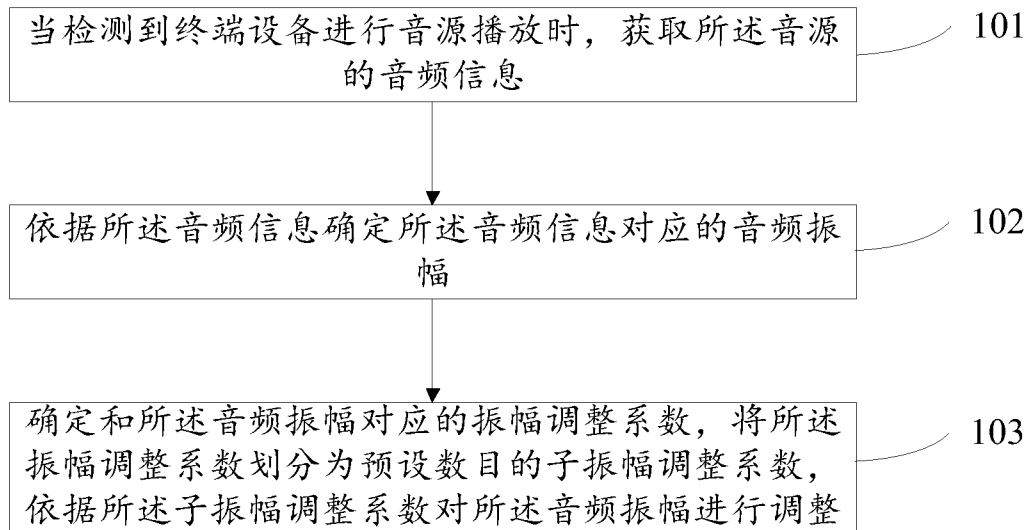 当检测到终端设备进行音源播放时，获取所述音源
的音频信息
101
依据所述音频信息确定所述音频信息对应的音频振
幅
102
确定和所述音频振幅对应的振幅调整系数，将所述
振幅调整系数划分为预设数目的子振幅调整系数，
依据所述子振幅调整系数对所述音频振幅进行调整
103